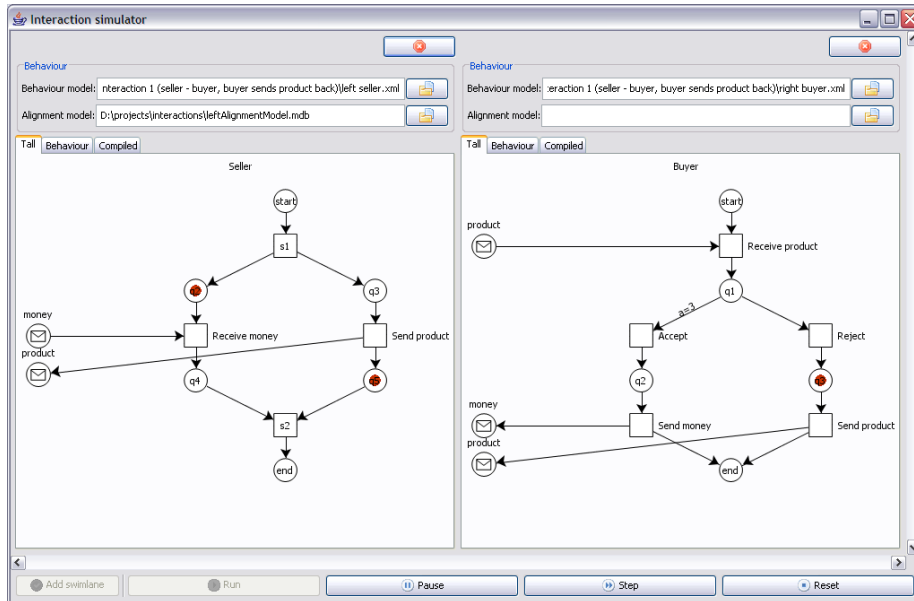 Interaction simulator
Behaviour
Behaviour model: nteraction 1 (seller - buyer, buyer sends product back)\left seller.xml
Alignment model: D:\projects\interactions\leftAlignmentModel.mdb
Tall Behaviour Compiled
Seller
start
s1
q2
q3
money
Receive money
Send product
product
q4
q5
s2
end
Behaviour
Behaviour model: eraction 1 (seller - buyer, buyer sends product back)\right buyer.xml
Alignment model:
Tall Behaviour Compiled
Buyer
start
product
Receive product
q1
a=3
Accept
Reject
q2
q3
money
Send money
Send product
product
end
Add swimlane
Run
Pause
Step
Reset